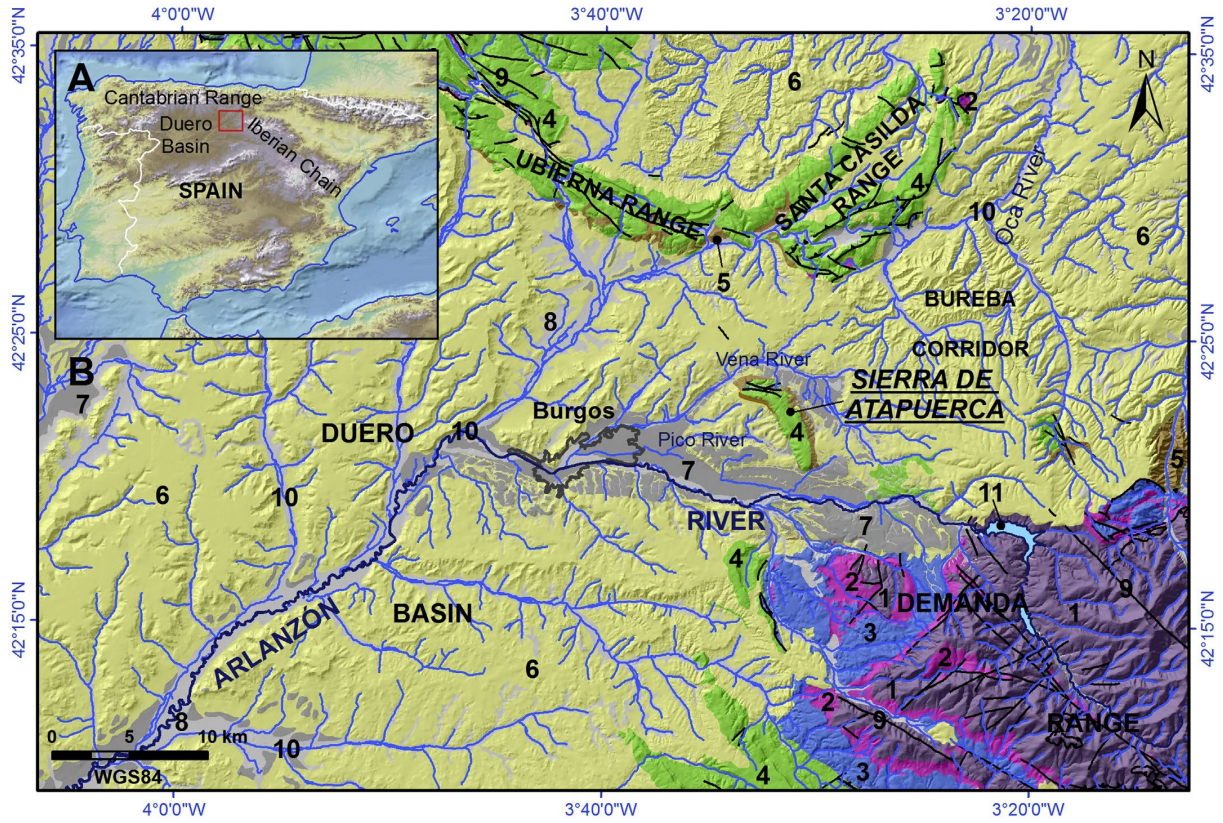 4°0'0"W
3°40'0"W
3°20'0"W
42°35'0"N
42°35'0"N
A
Cantabrian Range
Duero
Basin
Iberian Chain
SPAIN
9
4
6
2
N
UBIERNA RANGE
SANTA CASILDA
RANGE
4
10
Oca River
6
5
BUREBA
8
42°25'0"N
42°25'0"N
CORRIDOR
Vena River
B
7
SIERRA DE
ATAPUERCA
Burgos
DUERO
10
Pico River
4
7
5
6
10
11
RIVER
7
4
2
1
DEMANDA
1
9
42°15'0"N
42°15'0"N
BASIN
3
ARLANZÓN
6
2
1
2
9
RANGE
8
0 5 10 km
10
WGS84
4
3
4°0'0"W
3°40'0"W
3°20'0"W